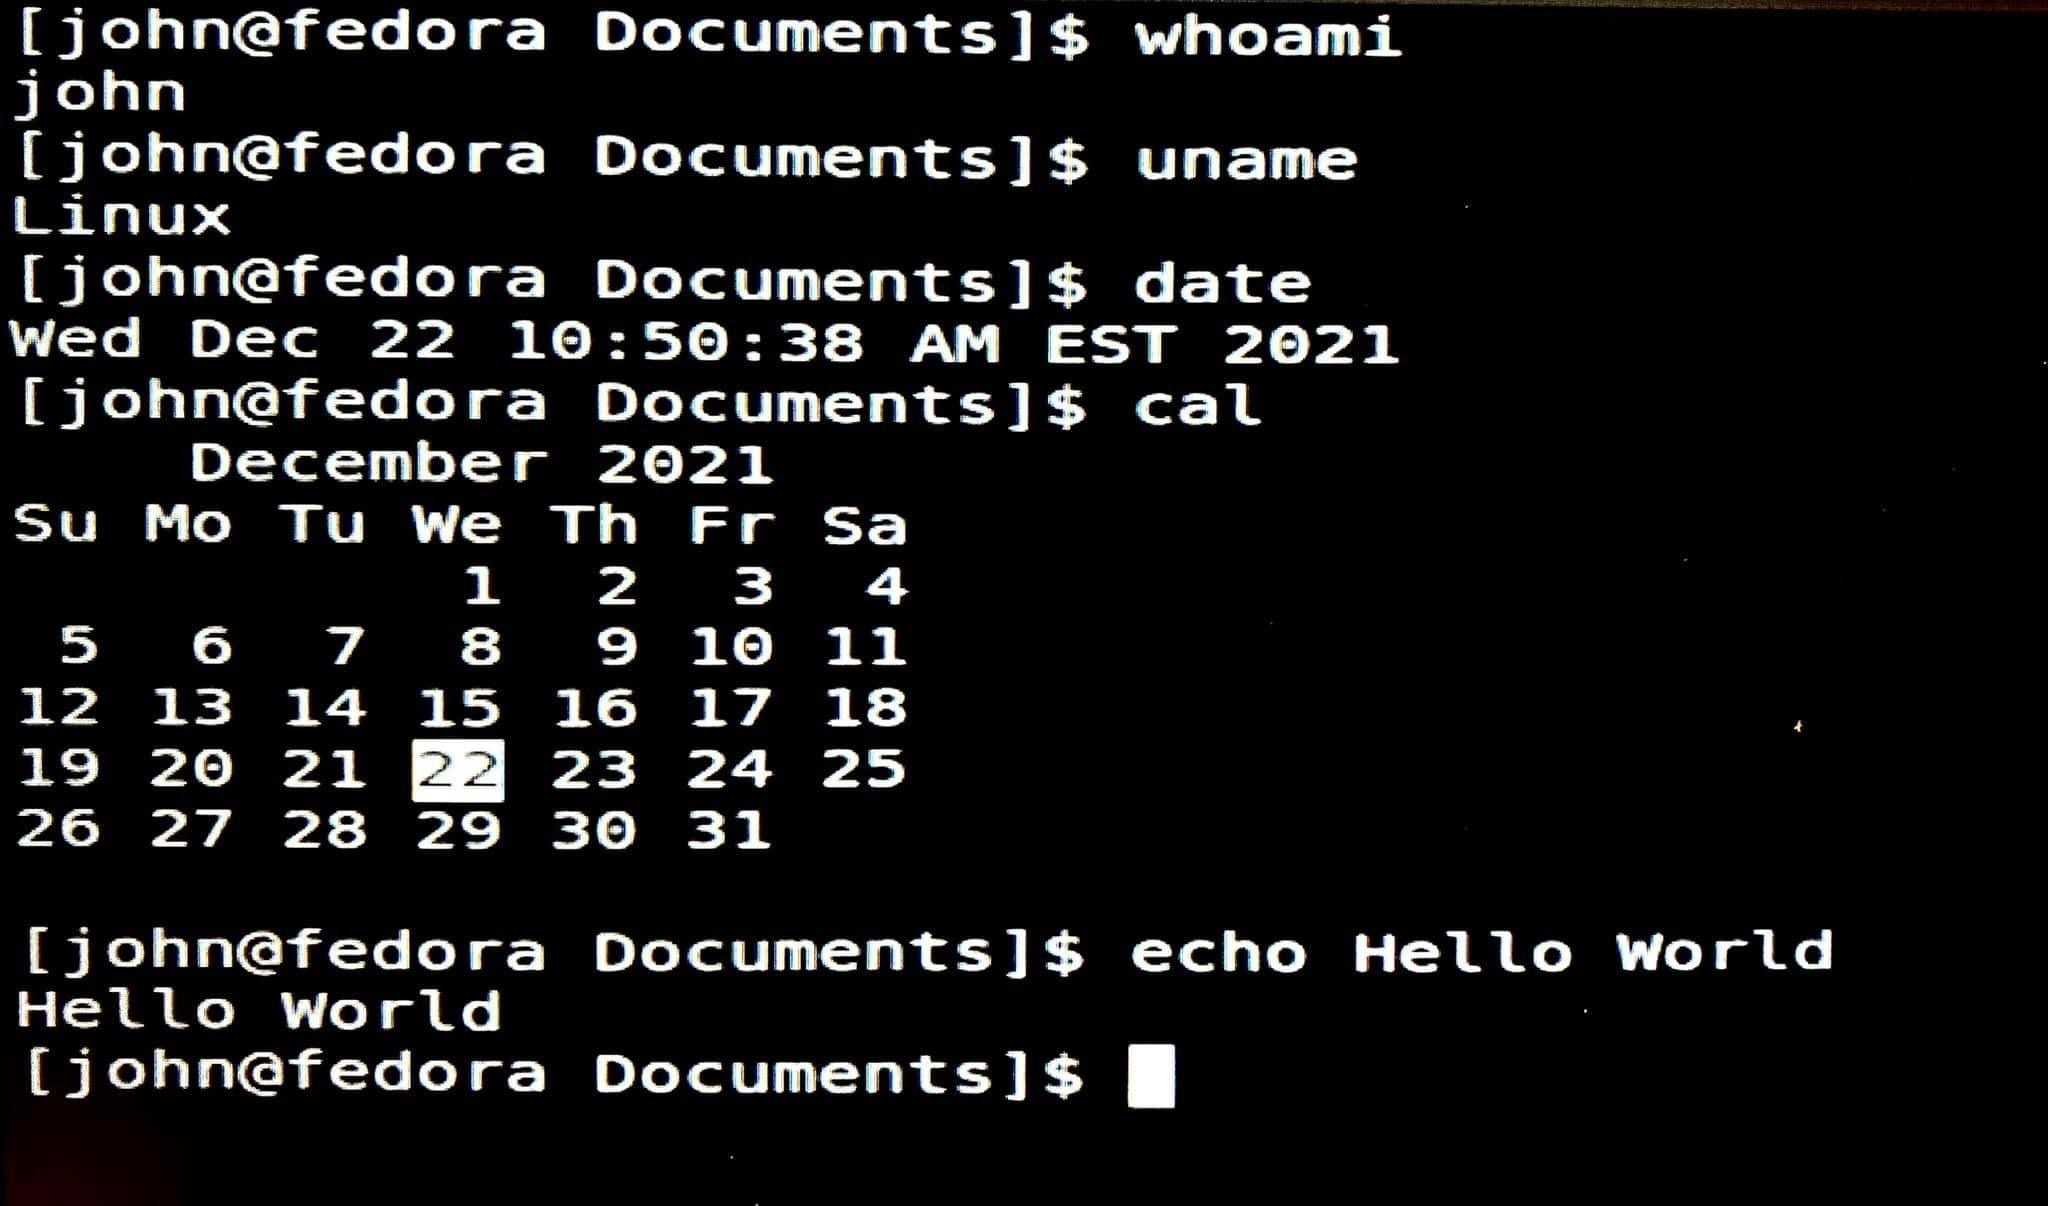 [john@fedora Documents]$ whoami
john
[john@fedora Documents]$ uname
Linux
[john@fedora Documents]$ date
Wed Dec 22 10:50:38 AM EST 2021
[john@fedora Documents]$ cal
    December 2021
Su Mo Tu We Th Fr Sa
          1  2  3  4
 5  6  7  8  9 10 11
12 13 14 15 16 17 18
19 20 21 22 23 24 25
26 27 28 29 30 31
[john@fedora Documents]$ echo Hello World
Hello World
[john@fedora Documents]$